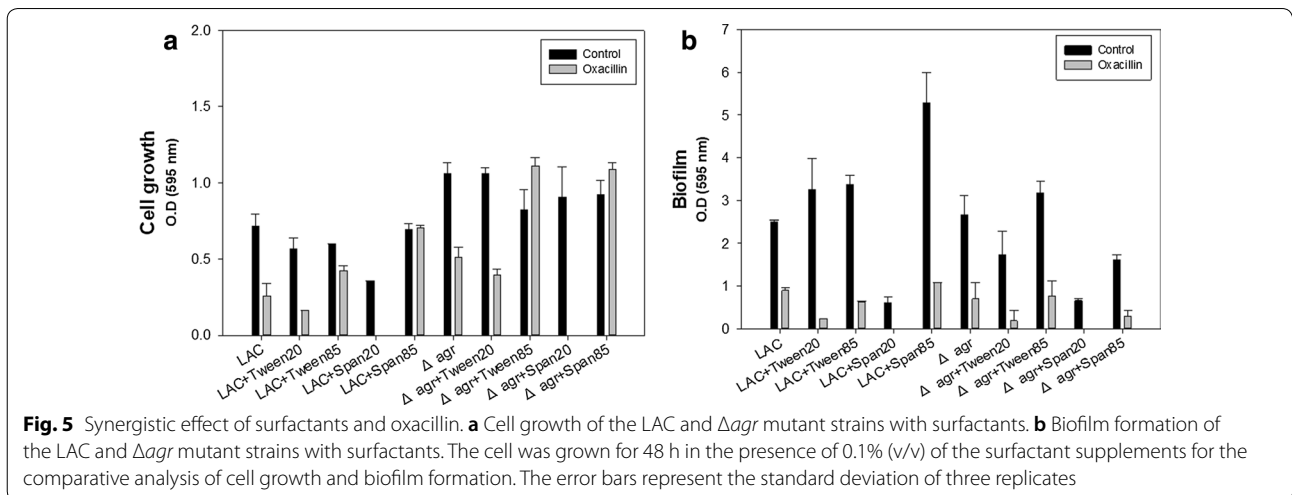 a
2.0
1.5
1.0
0.5
0.0
Cell growth
O.D (595 nm)
Control
Oxacillin
LAC
LAC+Tween20
LAC+Tween85
LAC+Span20
LAC+Span85
Δ agr
Δ agr+Tween20
Δ agr+Tween85
Δ agr+Span20
Δ agr+Span85
b
7
6
5
4
3
2
1
0
Biofilm
O.D (595 nm)
Control
Oxacillin
LAC
LAC+Tween20
LAC+Tween85
LAC+Span20
LAC+Span85
Δ agr
Δ agr+Tween20
Δ agr+Tween85
Δ agr+Span20
Δ agr+Span85
Fig. 5 Synergistic effect of surfactants and oxacillin. a Cell growth of the LAC and Δagr mutant strains with surfactants. b Biofilm formation of
the LAC and Δagr mutant strains with surfactants. The cell was grown for 48 h in the presence of 0.1% (v/v) of the surfactant supplements for the
comparative analysis of cell growth and biofilm formation. The error bars represent the standard deviation of three replicates